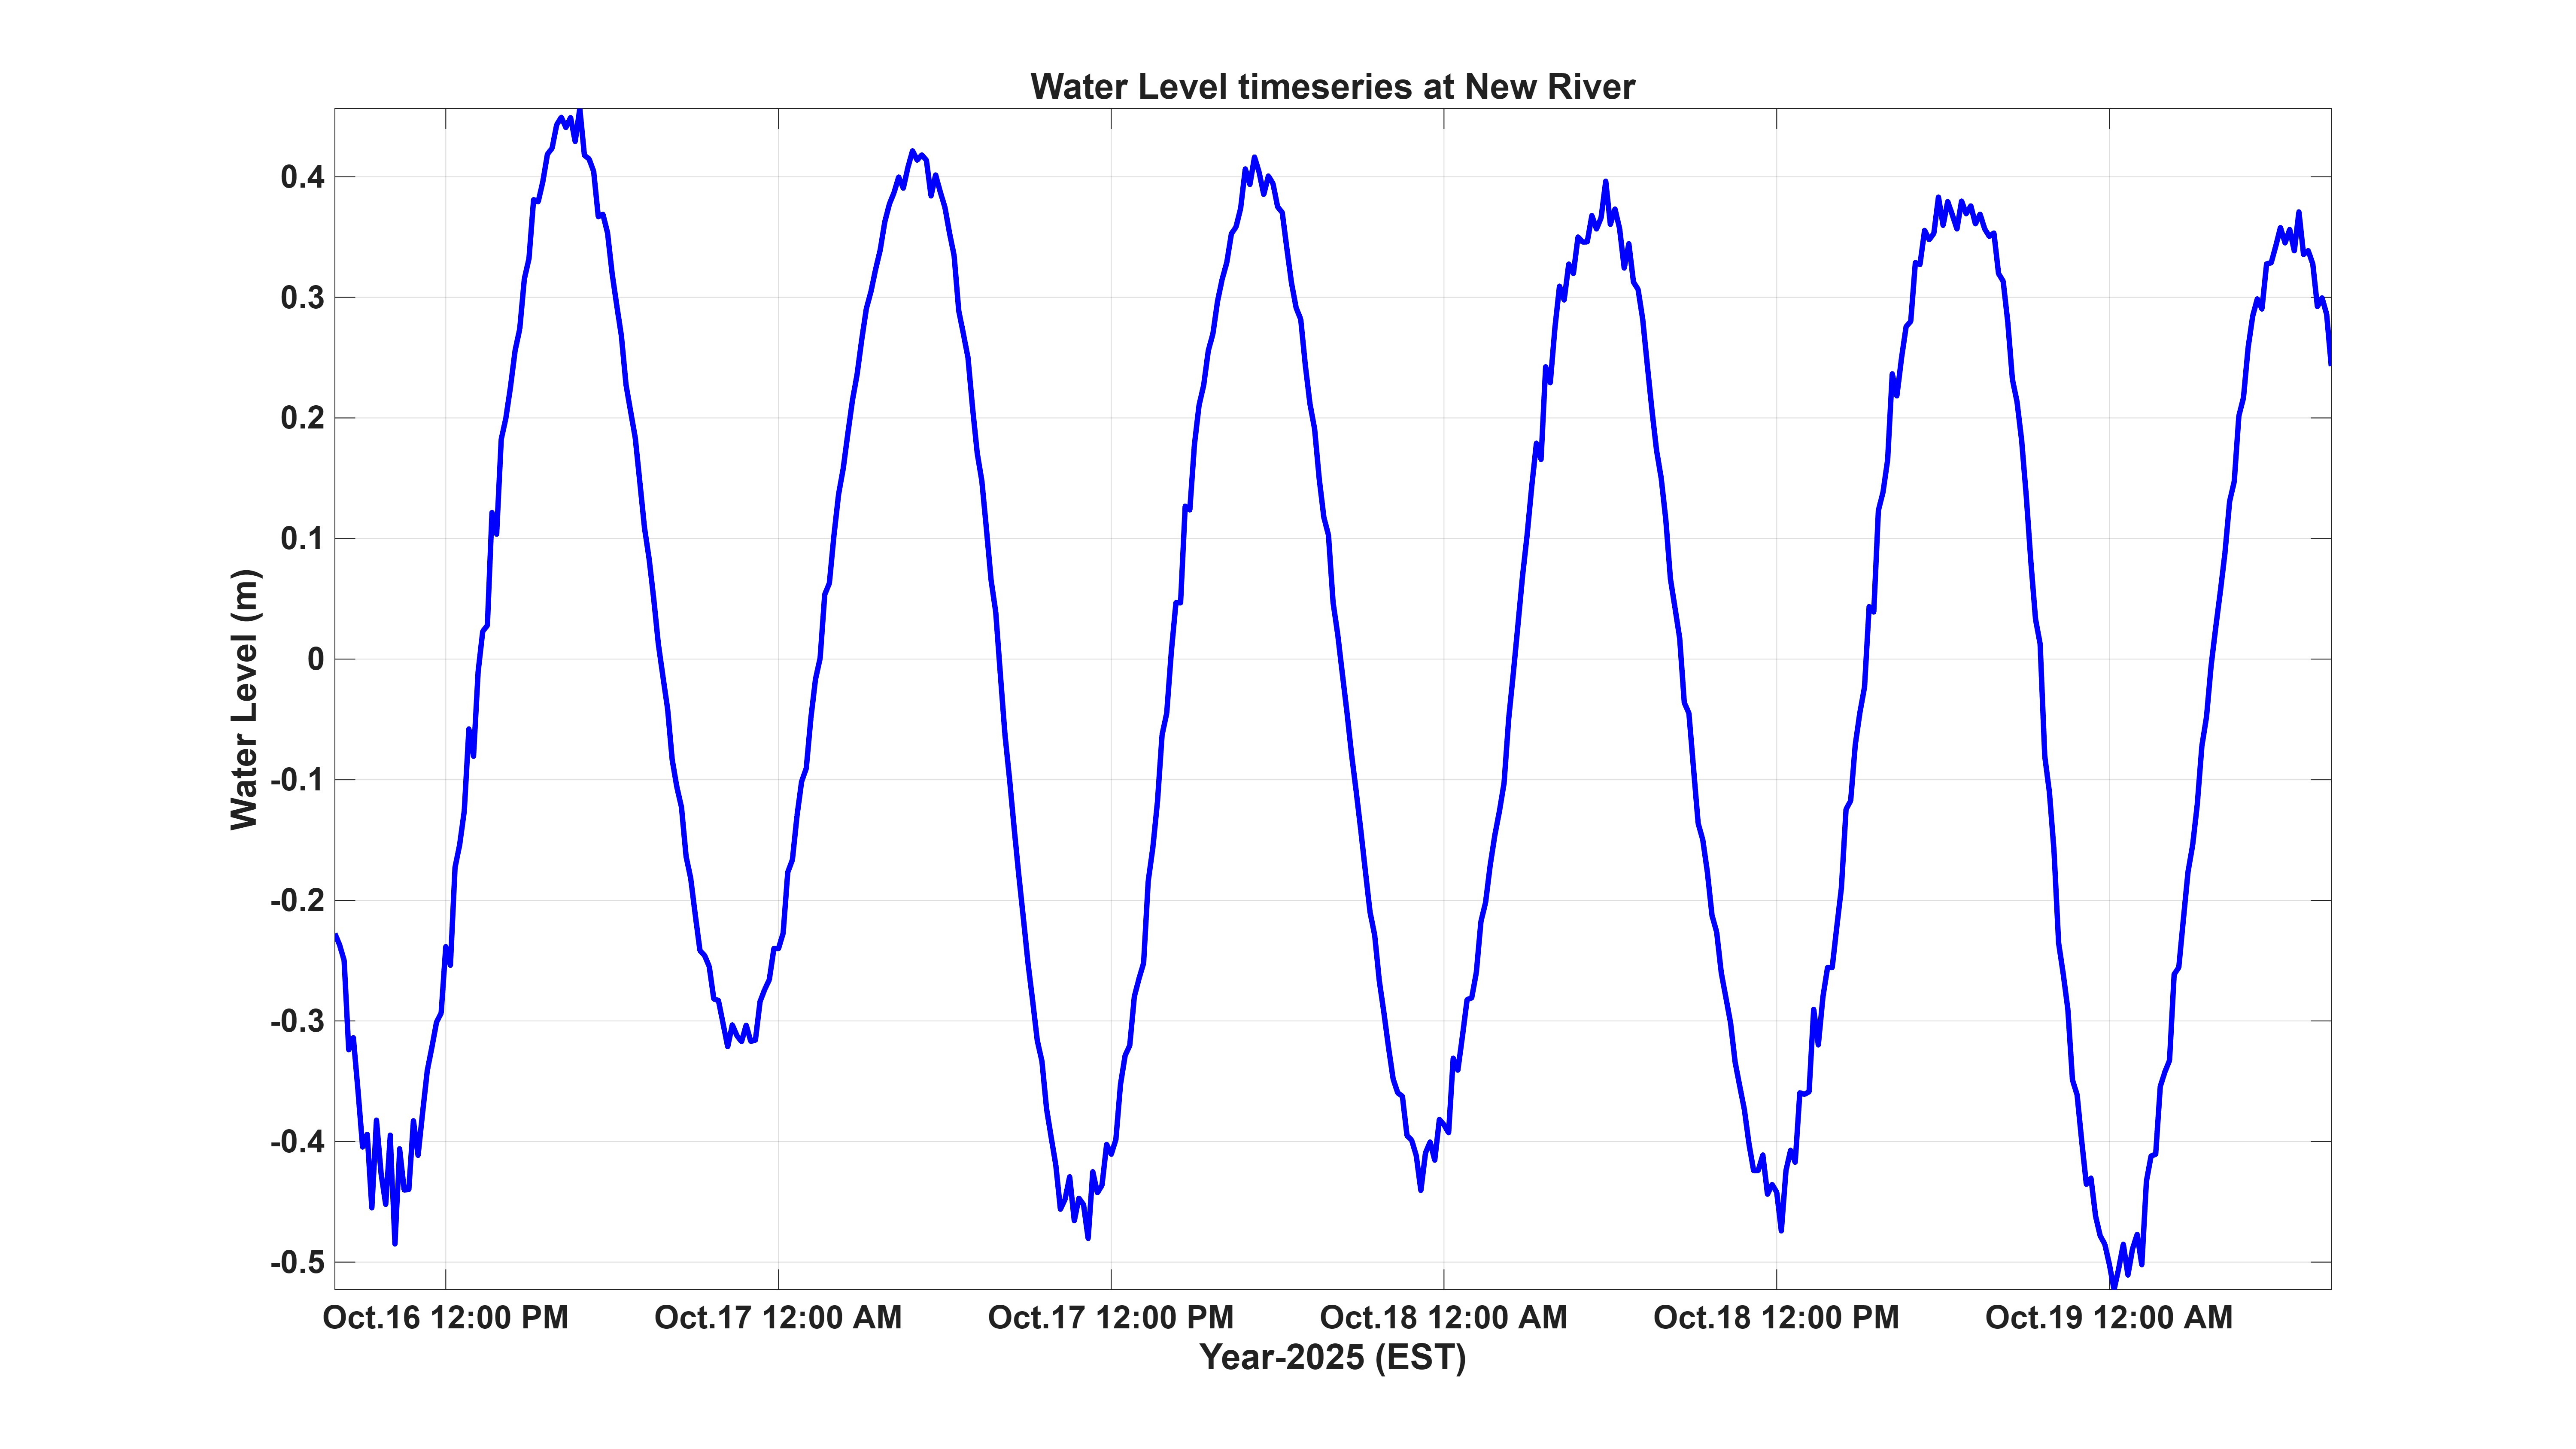 Water Level timeseries at New River
Water Level (m)
0.4
0.3
0.2
0.1
0
-0.1
-0.2
-0.3
-0.4
-0.5
Oct.16 12:00 PM
Oct.17 12:00 AM
Oct.17 12:00 PM
Oct.18 12:00 AM
Oct.18 12:00 PM
Oct.19 12:00 AM
Year-2025 (EST)